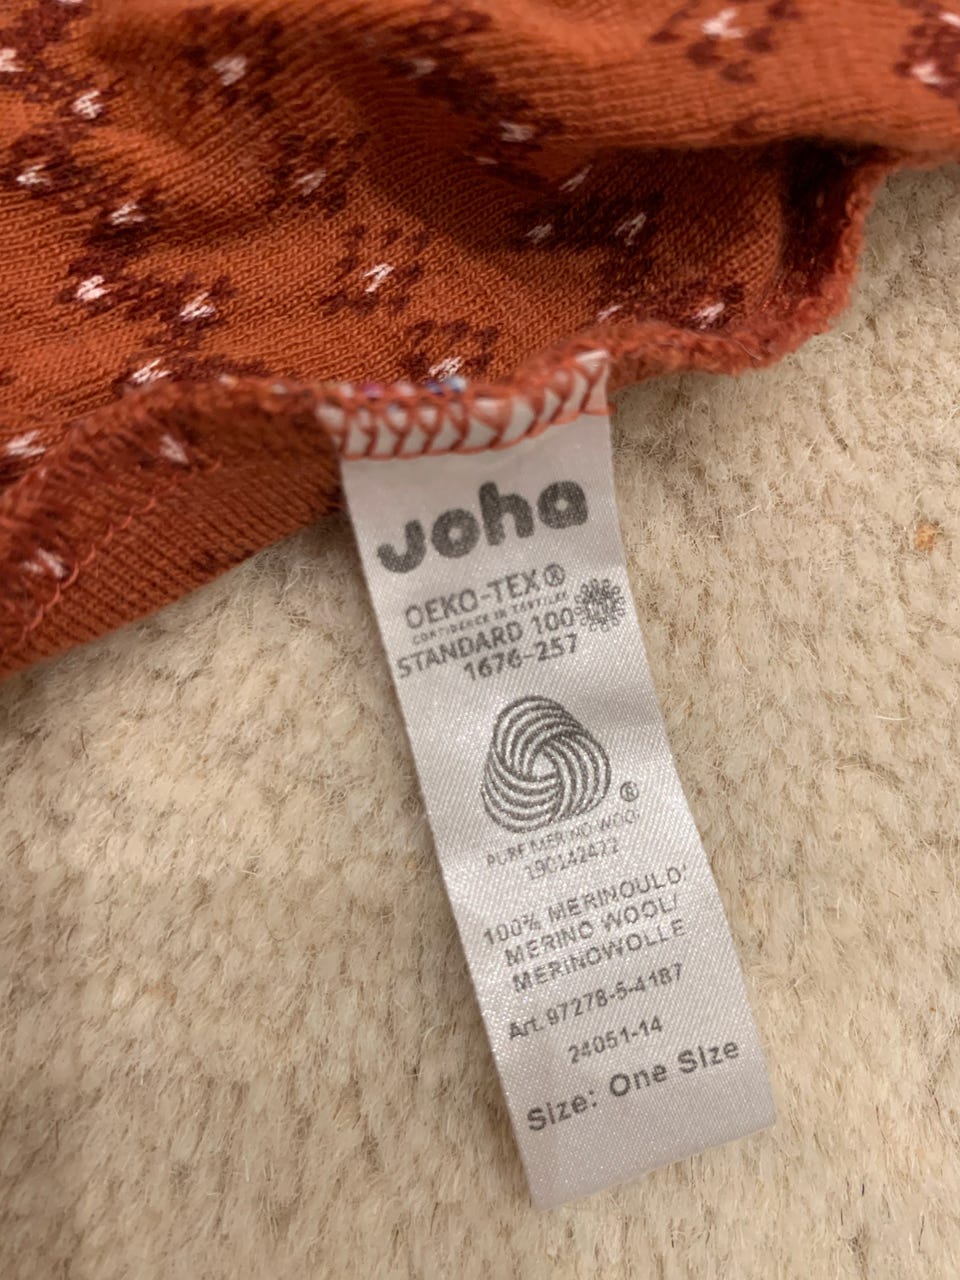 Joha
OEKO-TEX®
CONFIDENCE IN TEXTILES
STANDARD 100
1676-257
®
PURE MERINO WOOL
190142422
100% MERINOULD/
MERINO WOOL/
MERINOWOLLE
Art. 97278-5-4187
24051-14
Size: One Size